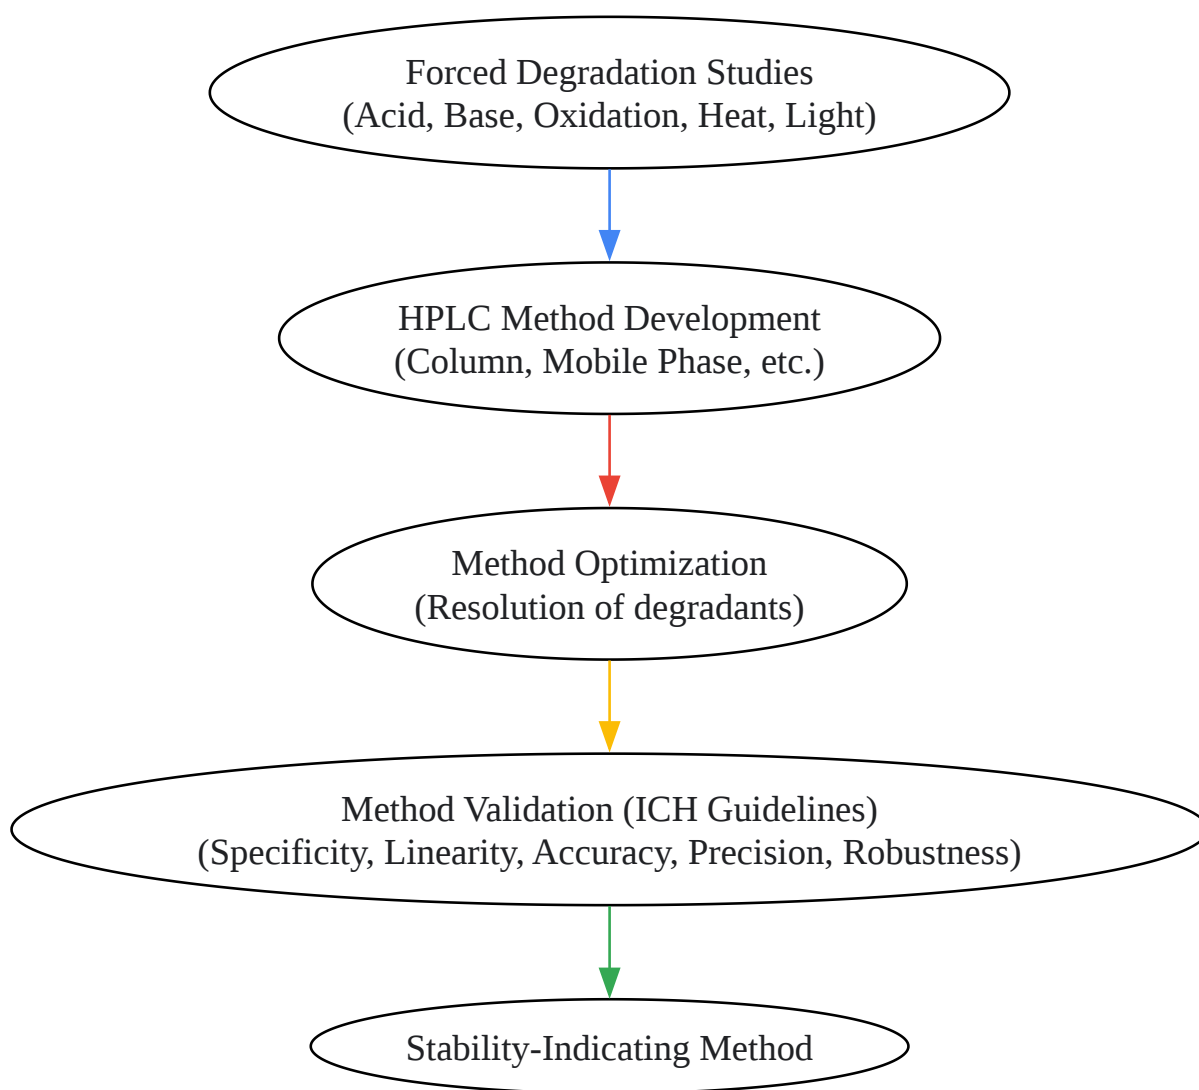 Forced Degradation Studies
(Acid, Base, Oxidation, Heat, Light)
HPLC Method Development
(Column, Mobile Phase, etc.)
Method Optimization
(Resolution of degradants)
Method Validation (ICH Guidelines)
(Specificity, Linearity, Accuracy, Precision, Robustness)
Stability-Indicating Method